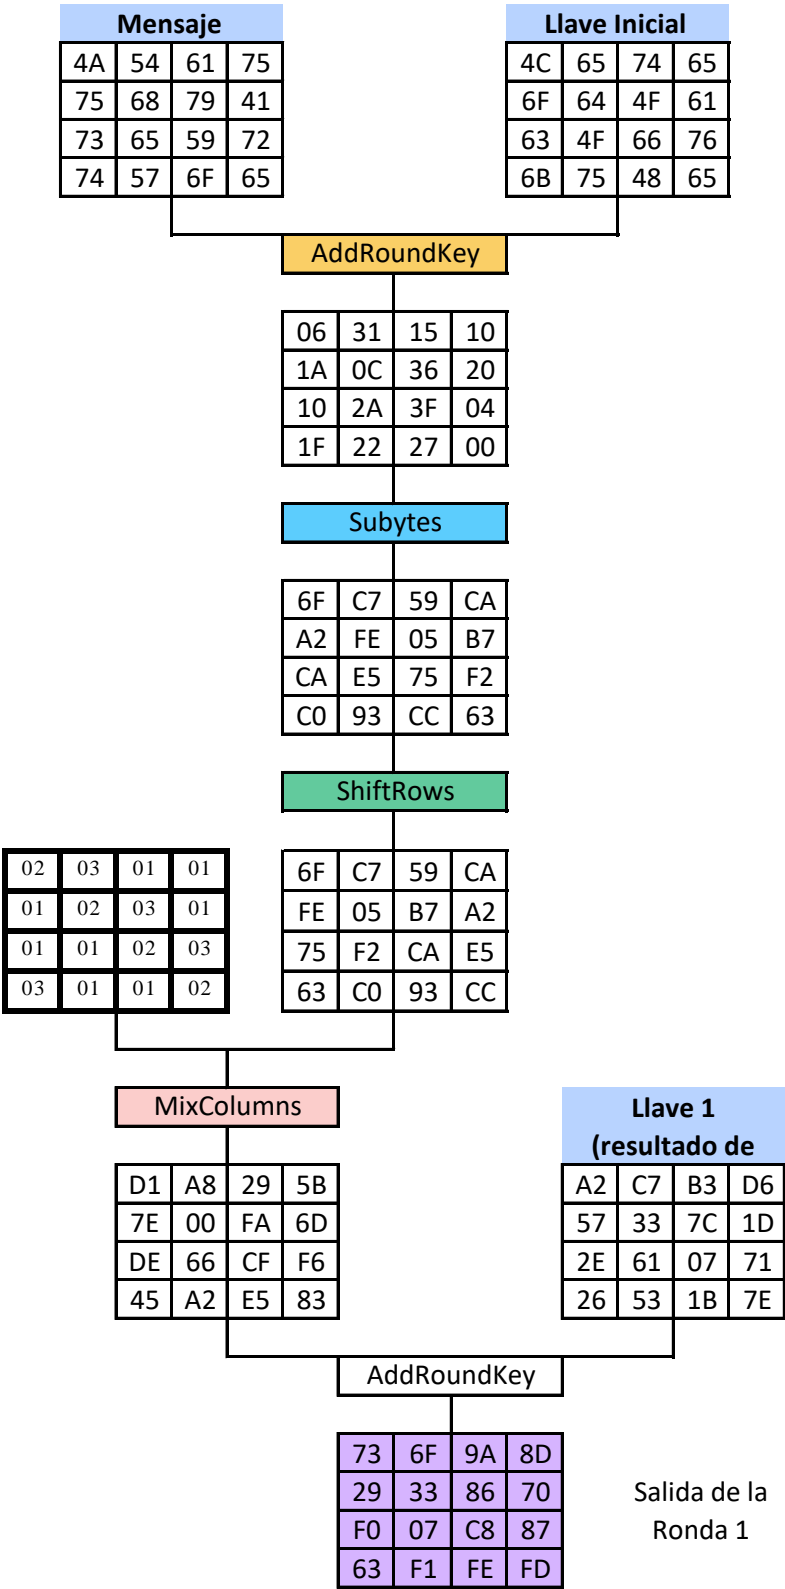 Mensaje
Llave Inicial
4A 54 61 75
4C 65 74 65
75 68 79 41
6F 64 4F 61
73 65 59 72
63 4F 66 76
74 57 6F 65
6B 75 48 65
AddRoundKey
06 31 15 10
1A 0C 36 20
10 2A 3F 04
1F 22 27 00
Subytes
6F C7 59 CA
A2 FE 05 B7
CA E5 75 F2
C0 93 CC 63
ShiftRows
02 03 01 01
01 02 03 01
01 01 02 03
03 01 01 02
6F C7 59 CA
FE 05 B7 A2
75 F2 CA E5
63 C0 93 CC
MixColumns
Llave 1
(resultado de
D1 A8 29 5B
7E 00 FA 6D
DE 66 CF F6
45 A2 E5 83
A2 C7 B3 D6
57 33 7C 1D
2E 61 07 71
26 53 1B 7E
AddRoundKey
73 6F 9A 8D
29 33 86 70
F0 07 C8 87
63 F1 FE FD
Salida de la
Ronda 1